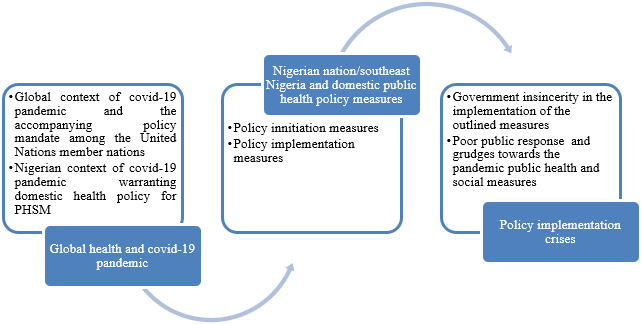 •Global context of covid-19
pandemic and the
accompanying policy
mandate among the United
Nations member nations
•Nigerian context of covid-19
pandemic warranting
domestic health policy for
PHSM
Global health and covid-19
pandemic
Nigerian nation/southeast
Nigeria and domestic public
health policy measures
•Policy innitiation measures
•Policy implementation
measures
•Government insincerity in the
implementation of the
outlined measures
•Poor public response and
grudges towards the
pandemic public health and
social measures
Policy implementation
crises